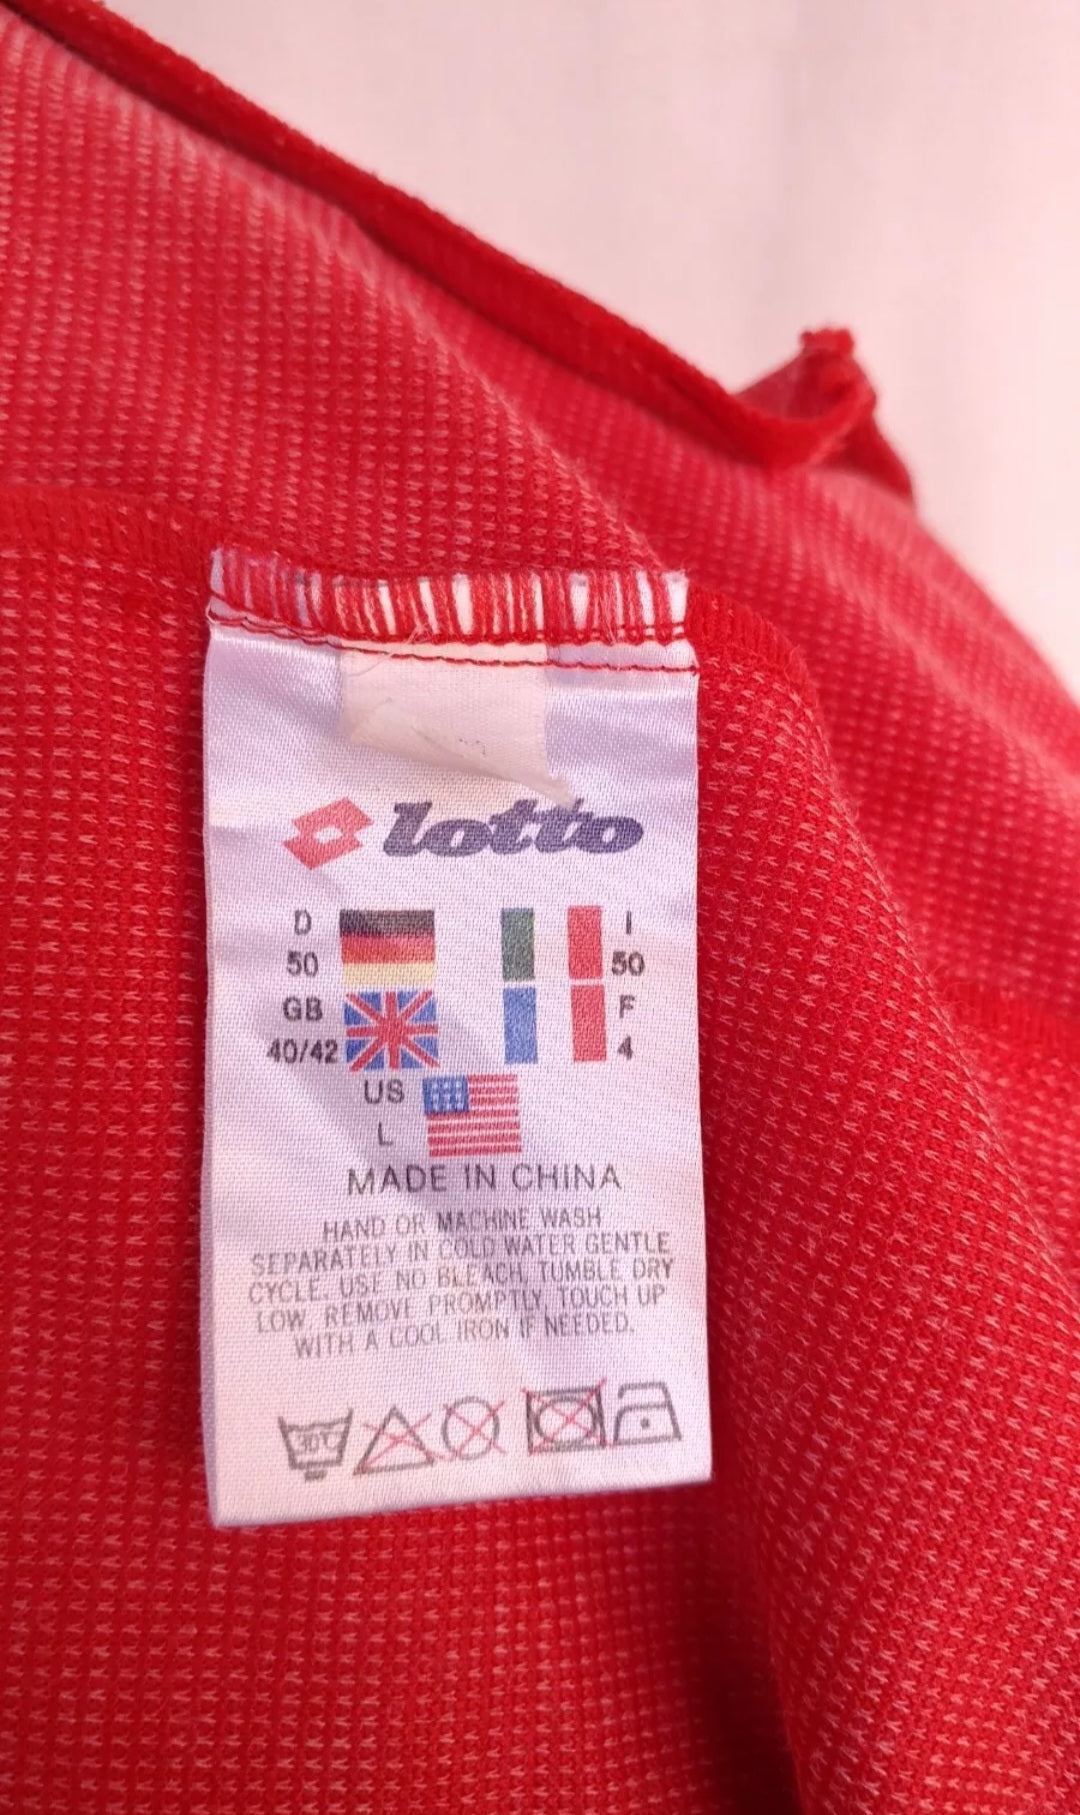 lotto
D I
50 50
GB F
40/42 4
US
L
MADE IN CHINA
HAND OR MACHINE WASH
SEPARATELY IN COLD WATER GENTLE
CYCLE. USE NO BLEACH, TUMBLE DRY
LOW, REMOVE PROMPTLY, TOUCH UP
WITH A COOL IRON IF NEEDED.
30°C